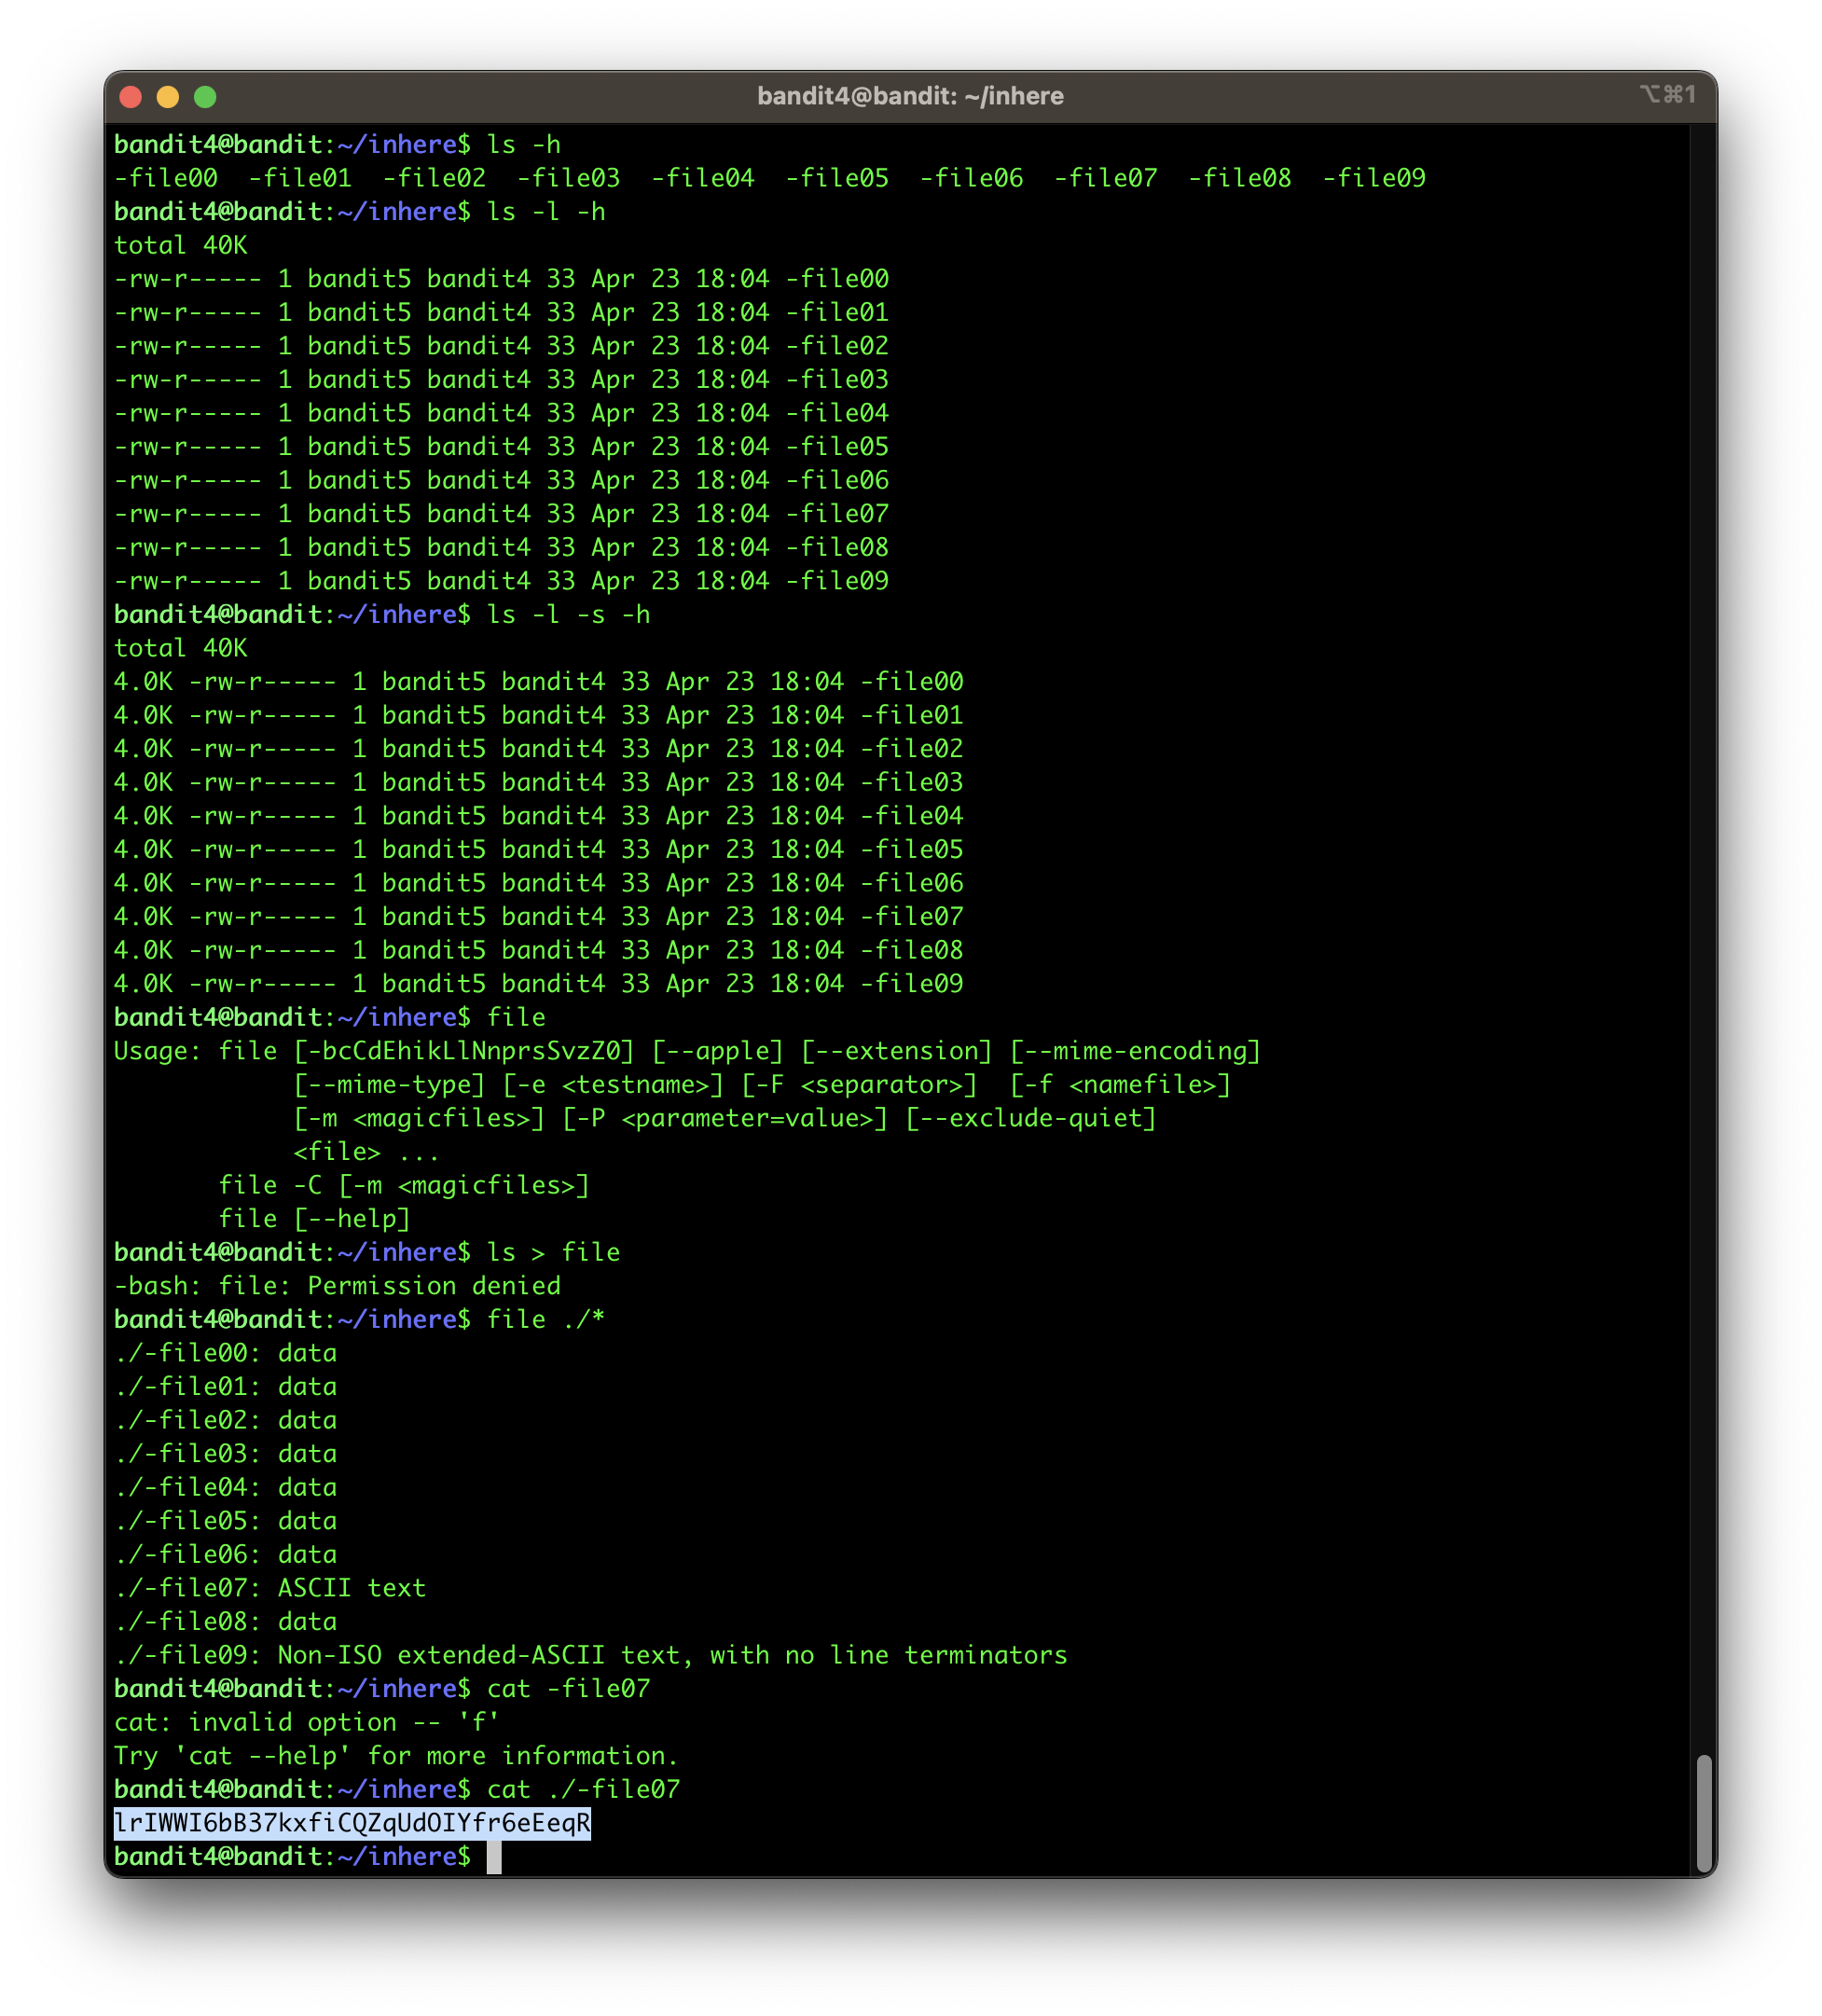 bandit4@bandit: ~/inhere
⌥⌘1
bandit4@bandit:~/inhere$ ls -h
-file00  -file01  -file02  -file03  -file04  -file05  -file06  -file07  -file08  -file09
bandit4@bandit:~/inhere$ ls -l -h
total 40K
-rw-r----- 1 bandit5 bandit4 33 Apr 23 18:04 -file00
-rw-r----- 1 bandit5 bandit4 33 Apr 23 18:04 -file01
-rw-r----- 1 bandit5 bandit4 33 Apr 23 18:04 -file02
-rw-r----- 1 bandit5 bandit4 33 Apr 23 18:04 -file03
-rw-r----- 1 bandit5 bandit4 33 Apr 23 18:04 -file04
-rw-r----- 1 bandit5 bandit4 33 Apr 23 18:04 -file05
-rw-r----- 1 bandit5 bandit4 33 Apr 23 18:04 -file06
-rw-r----- 1 bandit5 bandit4 33 Apr 23 18:04 -file07
-rw-r----- 1 bandit5 bandit4 33 Apr 23 18:04 -file08
-rw-r----- 1 bandit5 bandit4 33 Apr 23 18:04 -file09
bandit4@bandit:~/inhere$ ls -l -s -h
total 40K
4.0K -rw-r----- 1 bandit5 bandit4 33 Apr 23 18:04 -file00
4.0K -rw-r----- 1 bandit5 bandit4 33 Apr 23 18:04 -file01
4.0K -rw-r----- 1 bandit5 bandit4 33 Apr 23 18:04 -file02
4.0K -rw-r----- 1 bandit5 bandit4 33 Apr 23 18:04 -file03
4.0K -rw-r----- 1 bandit5 bandit4 33 Apr 23 18:04 -file04
4.0K -rw-r----- 1 bandit5 bandit4 33 Apr 23 18:04 -file05
4.0K -rw-r----- 1 bandit5 bandit4 33 Apr 23 18:04 -file06
4.0K -rw-r----- 1 bandit5 bandit4 33 Apr 23 18:04 -file07
4.0K -rw-r----- 1 bandit5 bandit4 33 Apr 23 18:04 -file08
4.0K -rw-r----- 1 bandit5 bandit4 33 Apr 23 18:04 -file09
bandit4@bandit:~/inhere$ file
Usage: file [-bcCdEhikLlNnprsSvzZ0] [--apple] [--extension] [--mime-encoding]
            [--mime-type] [-e <testname>] [-F <separator>]  [-f <namefile>]
            [-m <magicfiles>] [-P <parameter=value>] [--exclude-quiet]
            <file> ...
       file -C [-m <magicfiles>]
       file [--help]
bandit4@bandit:~/inhere$ ls > file
-bash: file: Permission denied
bandit4@bandit:~/inhere$ file ./*
./-file00: data
./-file01: data
./-file02: data
./-file03: data
./-file04: data
./-file05: data
./-file06: data
./-file07: ASCII text
./-file08: data
./-file09: Non-ISO extended-ASCII text, with no line terminators
bandit4@bandit:~/inhere$ cat -file07
cat: invalid option -- 'f'
Try 'cat --help' for more information.
bandit4@bandit:~/inhere$ cat ./-file07
lrIWWI6bB37kxfiCQZqUdOIYfr6eEeqR
bandit4@bandit:~/inhere$